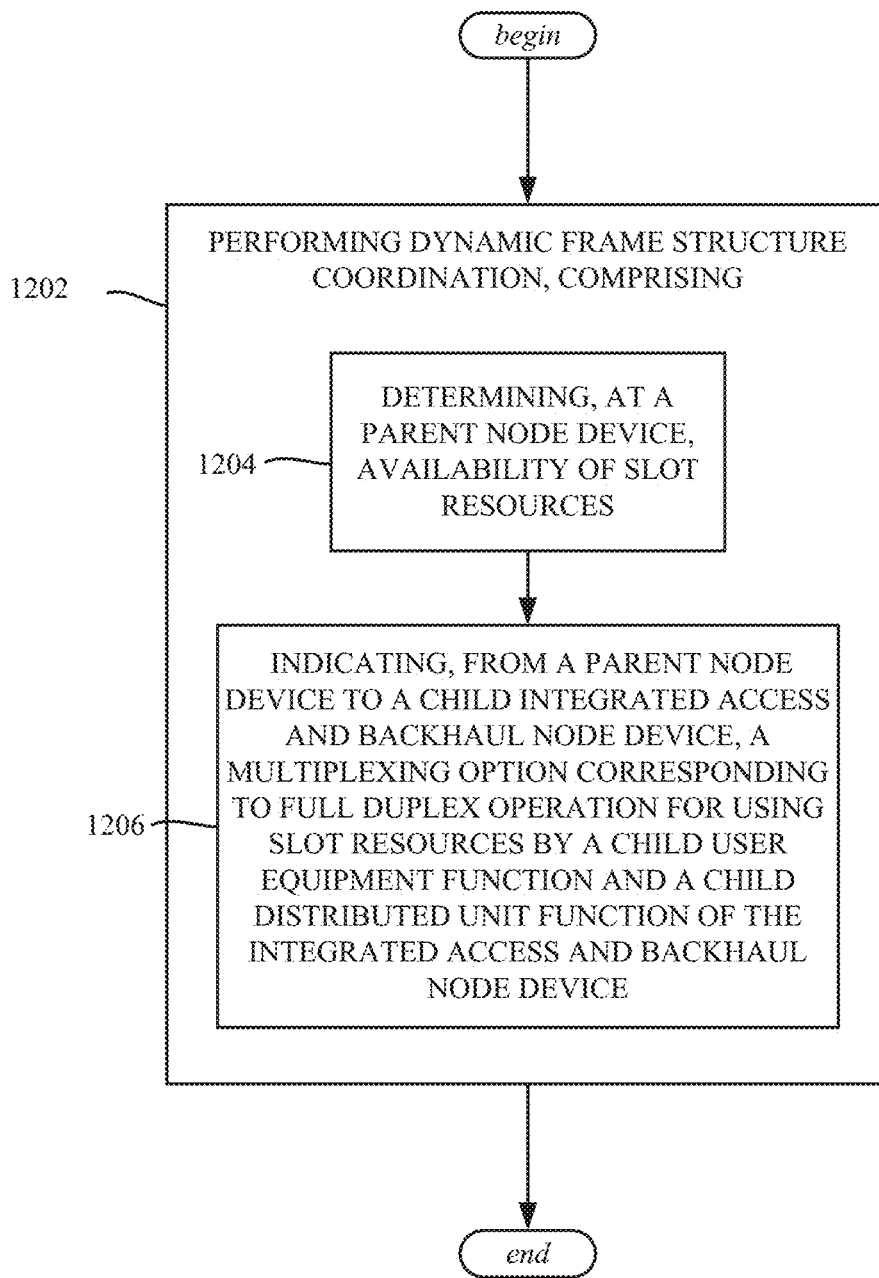 begin
PERFORMING DYNAMIC FRAME STRUCTURE
COORDINATION, COMPRISING
1202
DETERMINING, AT A
PARENT NODE DEVICE,
AVAILABILITY OF SLOT
RESOURCES
1204
INDICATING, FROM A PARENT NODE
DEVICE TO A CHILD INTEGRATED ACCESS
AND BACKHAUL NODE DEVICE, A
MULTIPLEXING OPTION CORRESPONDING
TO FULL DUPLEX OPERATION FOR USING
SLOT RESOURCES BY A CHILD USER
EQUIPMENT FUNCTION AND A CHILD
DISTRIBUTED UNIT FUNCTION OF THE
INTEGRATED ACCESS AND BACKHAUL
NODE DEVICE
1206
end